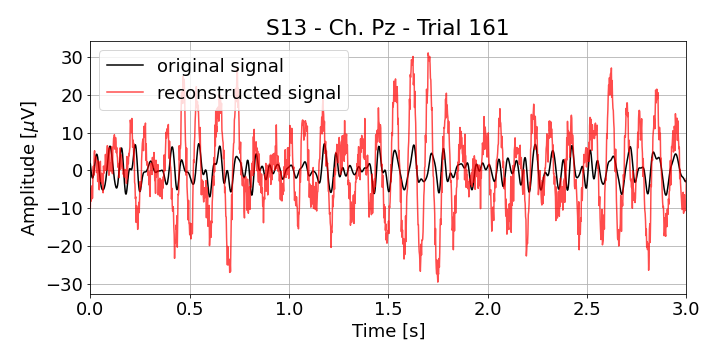 S13 - Ch. Pz - Trial 161
original signal
reconstructed signal
Amplitude [μV]
30
20
10
0
−10
−20
−30
0.0 0.5 1.0 1.5 2.0 2.5 3.0
Time [s]